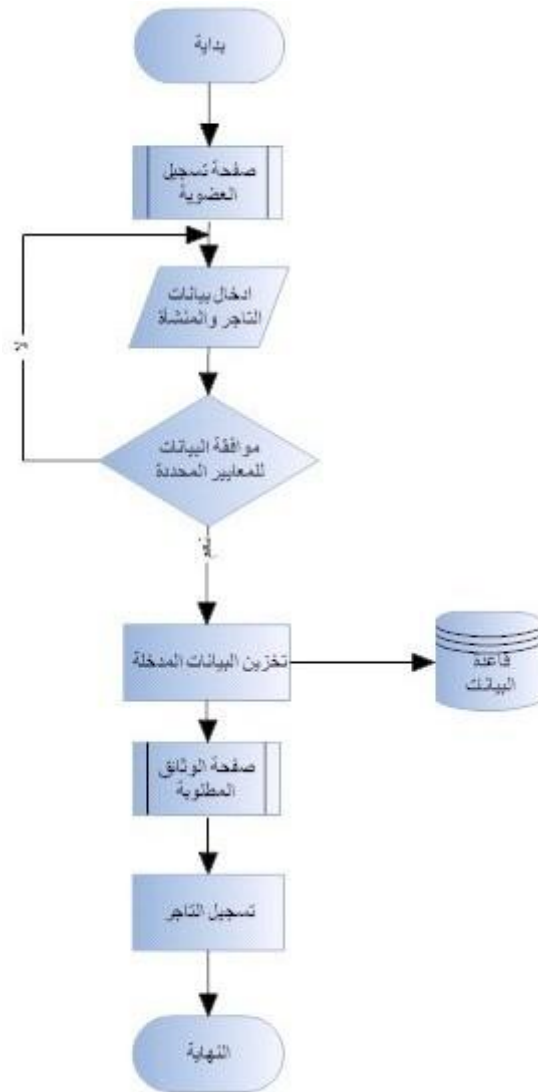 بداية
صفحة تسجيل
العضوية
ادخال بيانات
التاجر والمنشأة
لا
موافقة البيانات
للمعايير المحددة
نعم
تخزين البيانات المدخلة
قاعدة
البيانات
صفحة الوثائق
المطلوبة
تسجيل التاجر
النهاية